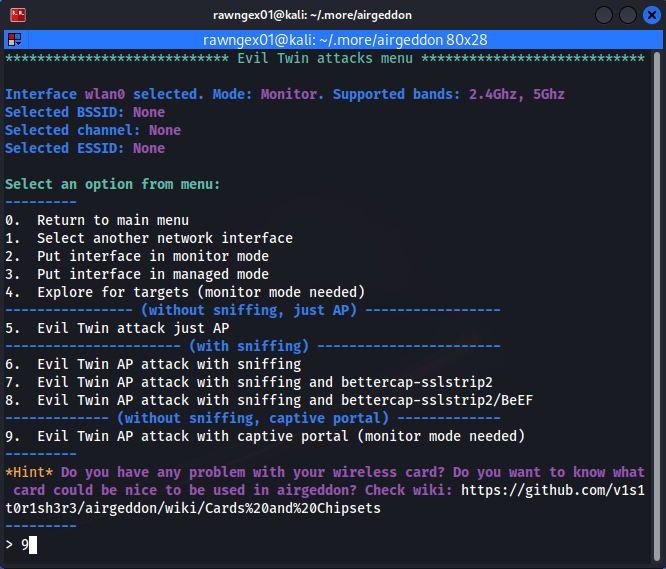 rawngex01@kali: ~/.more/airgeddon
rawngex01@kali: ~/.more/airgeddon 80x28
**************************** Evil Twin attacks menu ****************************
Interface wlan0 selected. Mode: Monitor. Supported bands: 2.4Ghz, 5Ghz
Selected BSSID: None
Selected channel: None
Selected ESSID: None
Select an option from menu:
---------
0.  Return to main menu
1.  Select another network interface
2.  Put interface in monitor mode
3.  Put interface in managed mode
4.  Explore for targets (monitor mode needed)
---------------- (without sniffing, just AP) -----------------
5.  Evil Twin attack just AP
---------------------- (with sniffing) -----------------------
6.  Evil Twin AP attack with sniffing
7.  Evil Twin AP attack with sniffing and bettercap-sslstrip2
8.  Evil Twin AP attack with sniffing and bettercap-sslstrip2/BeEF
------------- (without sniffing, captive portal) -------------
9.  Evil Twin AP attack with captive portal (monitor mode needed)
---------
*Hint* Do you have any problem with your wireless card? Do you want to know what
card could be nice to be used in airgeddon? Check wiki: https://github.com/v1s1
t0r1sh3r3/airgeddon/wiki/Cards%20and%20Chipsets
---------
> 9